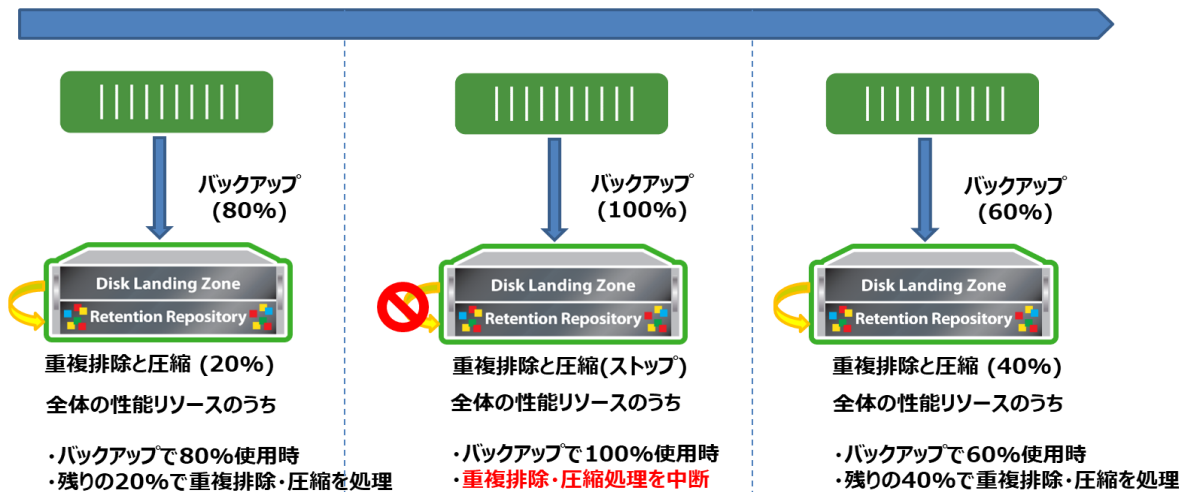 バックアップ
(80%)
Disk Landing Zone
Retention Repository
重複排除と圧縮 (20%)
全体の性能リソースのうち
・バックアップで80%使用時
・残りの20%で重複排除・圧縮を処理
バックアップ
(100%)
Disk Landing Zone
Retention Repository
重複排除と圧縮(ストップ)
全体の性能リソースのうち
・バックアップで100%使用時
・重複排除・圧縮処理を中断
バックアップ
(60%)
Disk Landing Zone
Retention Repository
重複排除と圧縮 (40%)
全体の性能リソースのうち
・バックアップで60%使用時
・残りの40%で重複排除・圧縮を処理